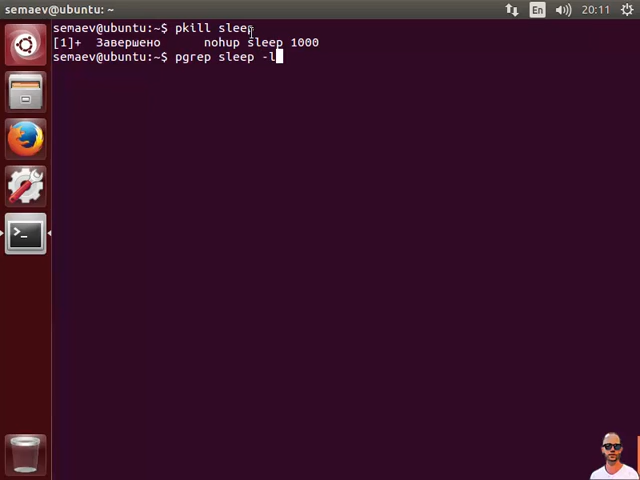 semaev@ubuntu: ~
En
20:11
semaev@ubuntu:~$ pkill sleep
[1]+  Завершено      nohup sleep 1000
semaev@ubuntu:~$ pgrep sleep -l
>_